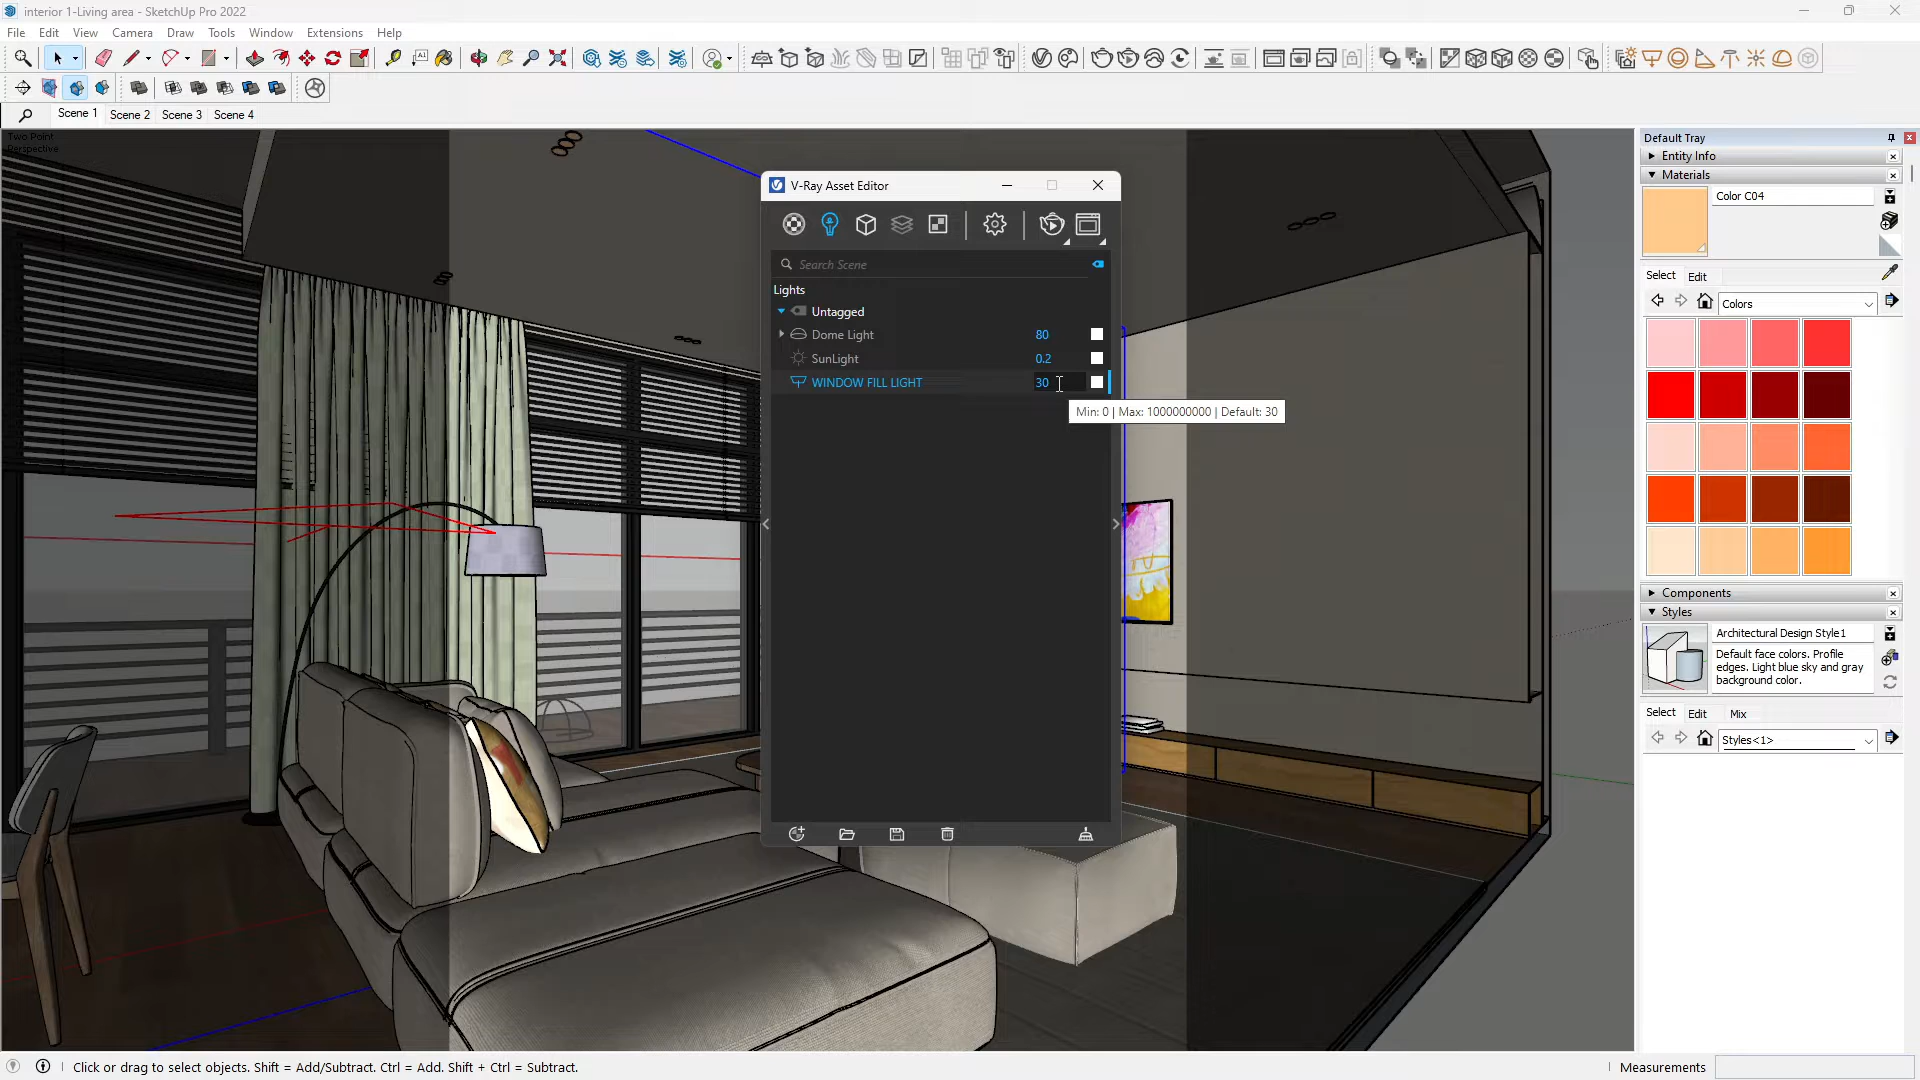 interior 1-Living area - SketchUp Pro 2022
File Edit View Camera Draw Tools Window Extensions Help
Scene 1 Scene 2 Scene 3 Scene 4
Two Point
Perspective
V-Ray Asset Editor
Search Scene
Lights
Untagged
Dome Light 80
SunLight 0.2
WINDOW FILL LIGHT 30
Min: 0 | Max: 1000000000 | Default: 30
Default Tray
Entity Info
Materials
Color C04
Select Edit
Colors
Components
Styles
Architectural Design Style1
Default face colors. Profile
edges. Light blue sky and gray
background color.
Select Edit Mix
Styles<1>
Click or drag to select objects. Shift = Add/Subtract. Ctrl = Add. Shift + Ctrl = Subtract.
Measurements